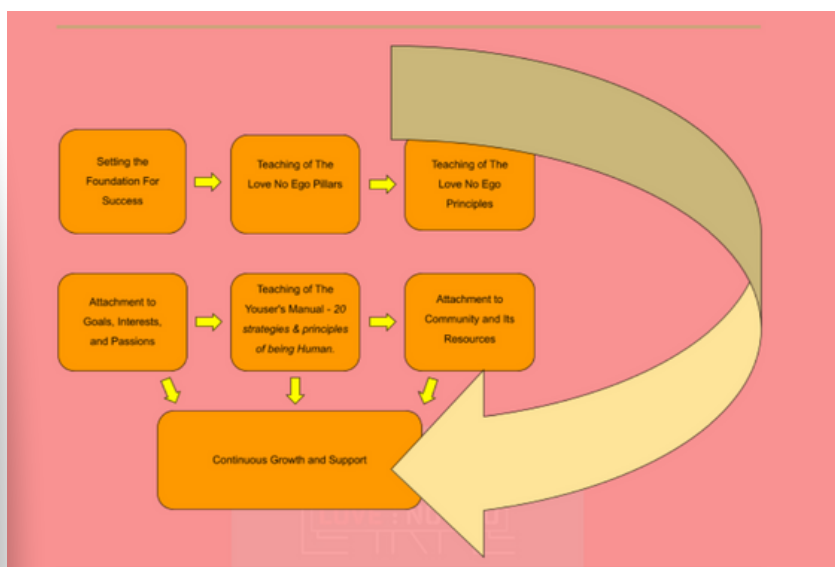 Setting the
Foundation For
Success
Teaching of The
Love No Ego Pillars
Teaching of The
Love No Ego
Principles
Attachment to
Goals, Interests,
and Passions
Teaching of The
Youser's Manual - 20
strategies & principles
of being Human.
Attachment to
Community and Its
Resources
Continuous Growth and Support